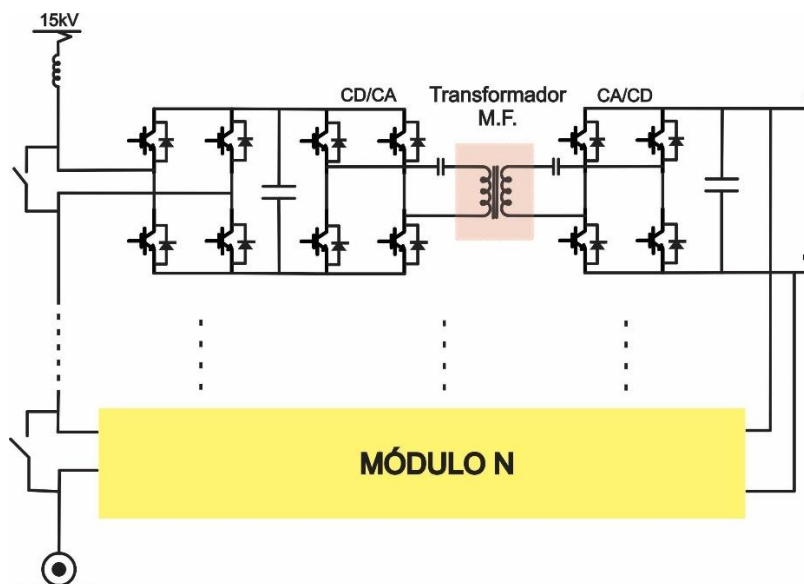 15kV
CD/CA
Transformador
M.F.
CA/CD
MÓDULO N